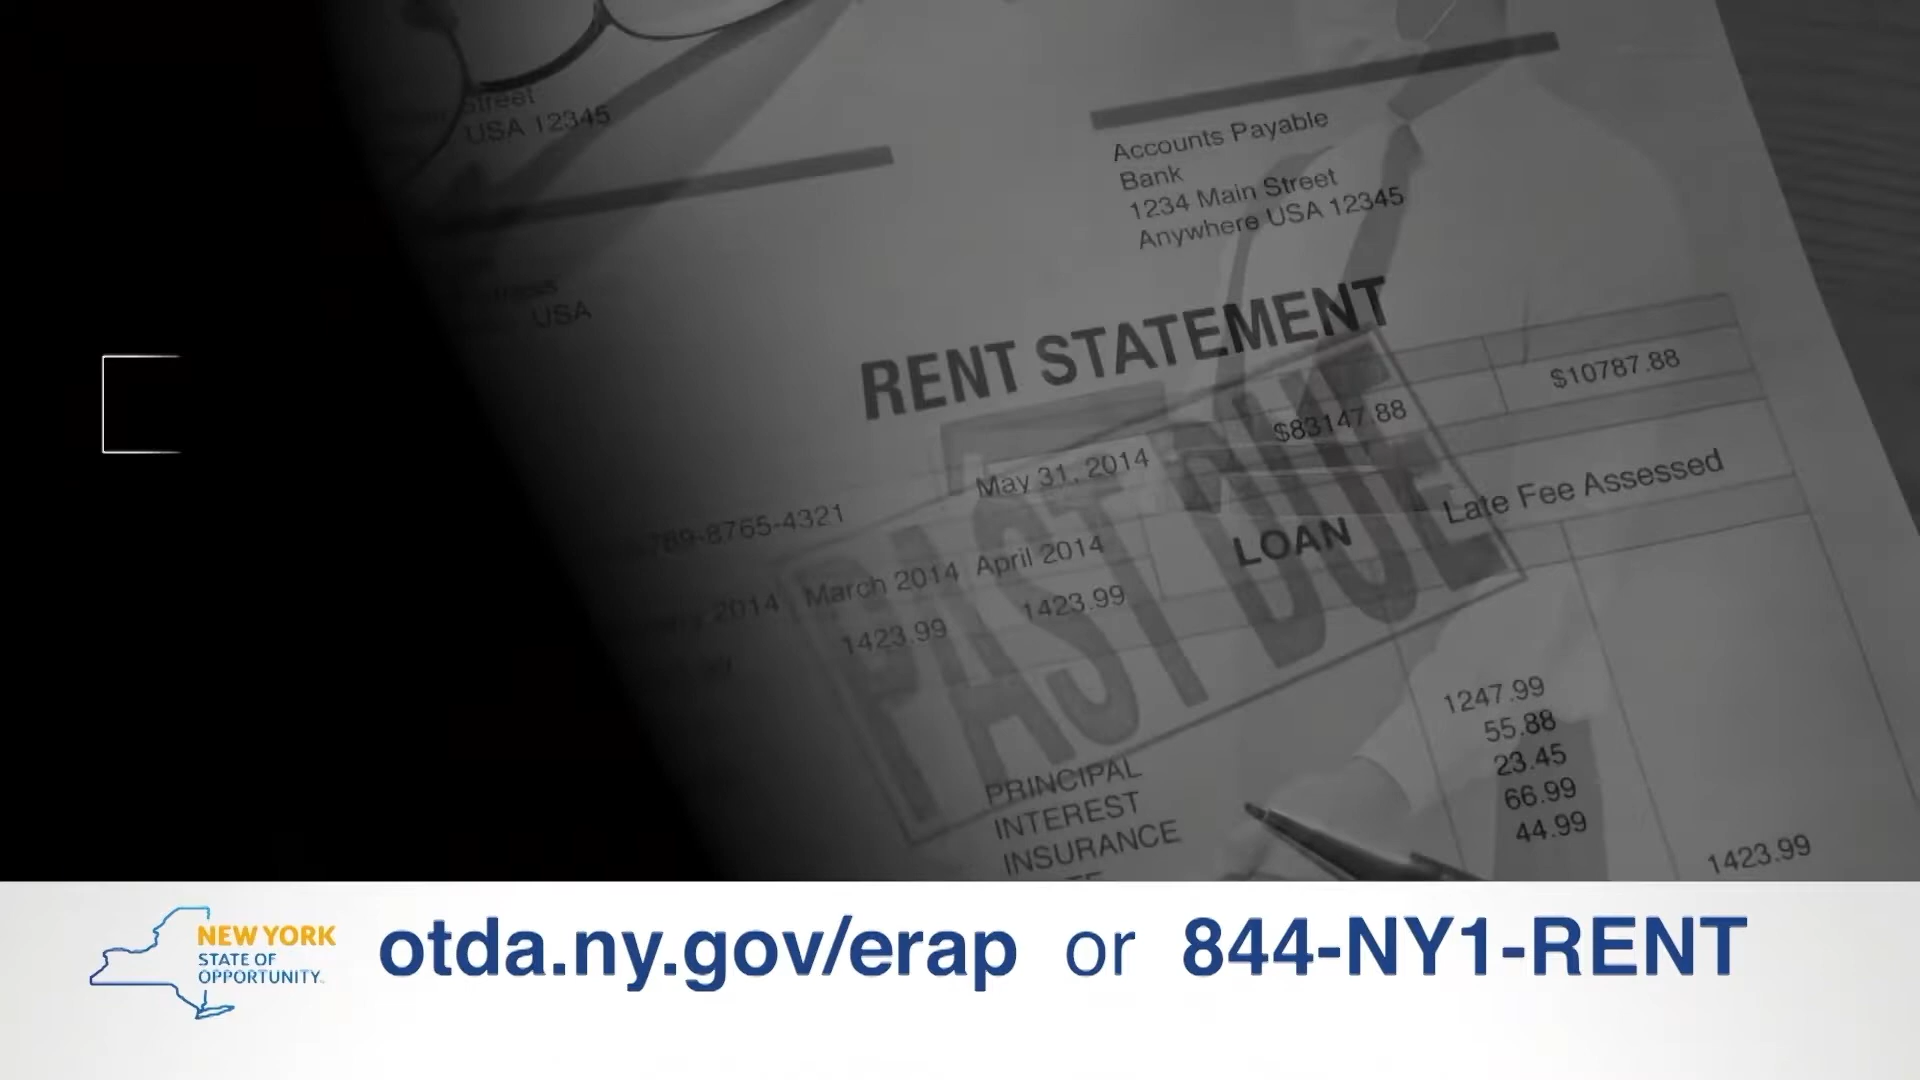 Street
USA 12345
Accounts Payable
Bank
1234 Main Street
Anywhere USA 12345
USA
RENT STATEMENT
$10787.88
$83147.88
PAST DUE
May 31, 2014
789-8765-4321
LOAN
Late Fee Assessed
2014 March 2014 April 2014
1423.99 1423.99
PRINCIPAL 1247.99
INTEREST 55.88
INSURANCE 23.45
66.99
44.99
1423.99
NEW YORK
STATE OF
OPPORTUNITY
otda.ny.gov/erap or 844-NY1-RENT